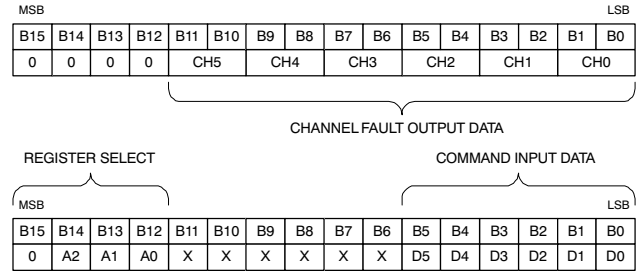 MSB LSB
B15 B14 B13 B12 B11 B10 B9 B8 B7 B6 B5 B4 B3 B2 B1 B0
0 0 0 0 CH5 CH4 CH3 CH2 CH1 CH0
CHANNEL FAULT OUTPUT DATA
REGISTER SELECT COMMAND INPUT DATA
MSB LSB
B15 B14 B13 B12 B11 B10 B9 B8 B7 B6 B5 B4 B3 B2 B1 B0
0 A2 A1 A0 X X X X X X D5 D4 D3 D2 D1 D0